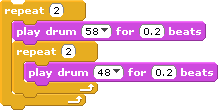 repeat 2
play drum 58 for 0.2 beats
repeat 2
play drum 48 for 0.2 beats